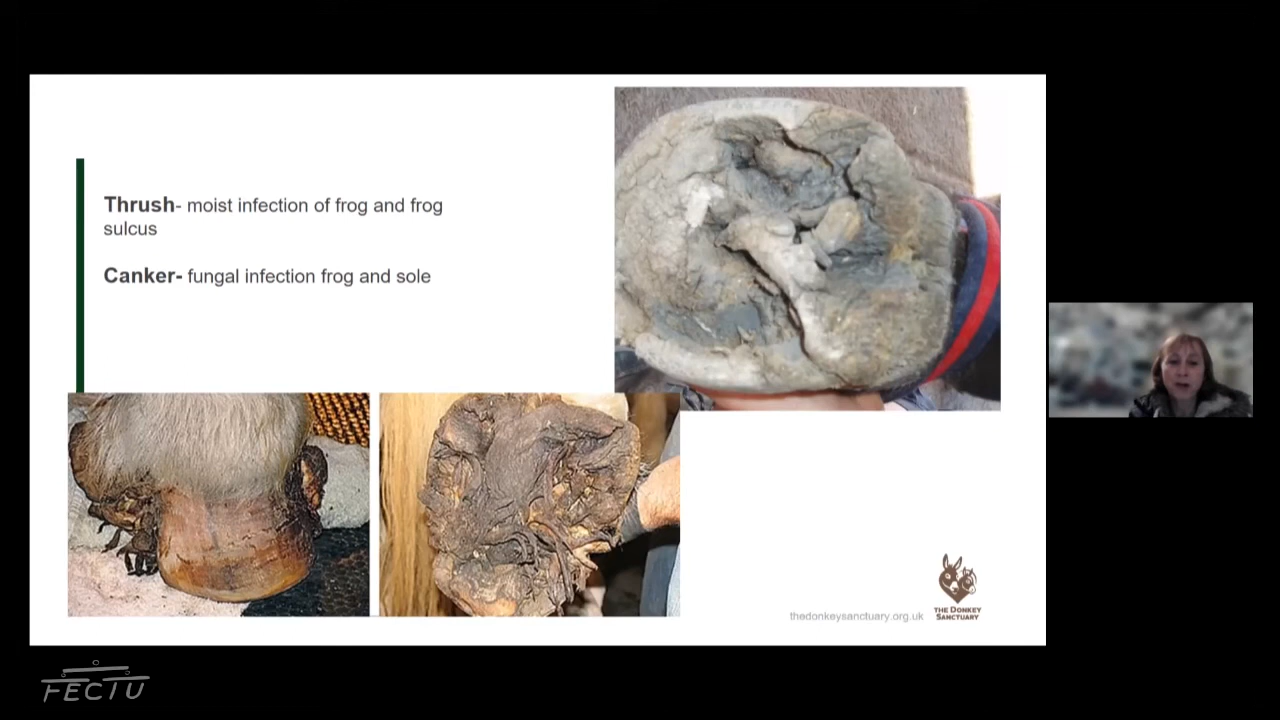 Thrush- moist infection of frog and frog
sulcus
Canker- fungal infection frog and sole
thedonkeysanctuary.org.uk
THE DONKEY
SANCTUARY
FECTU